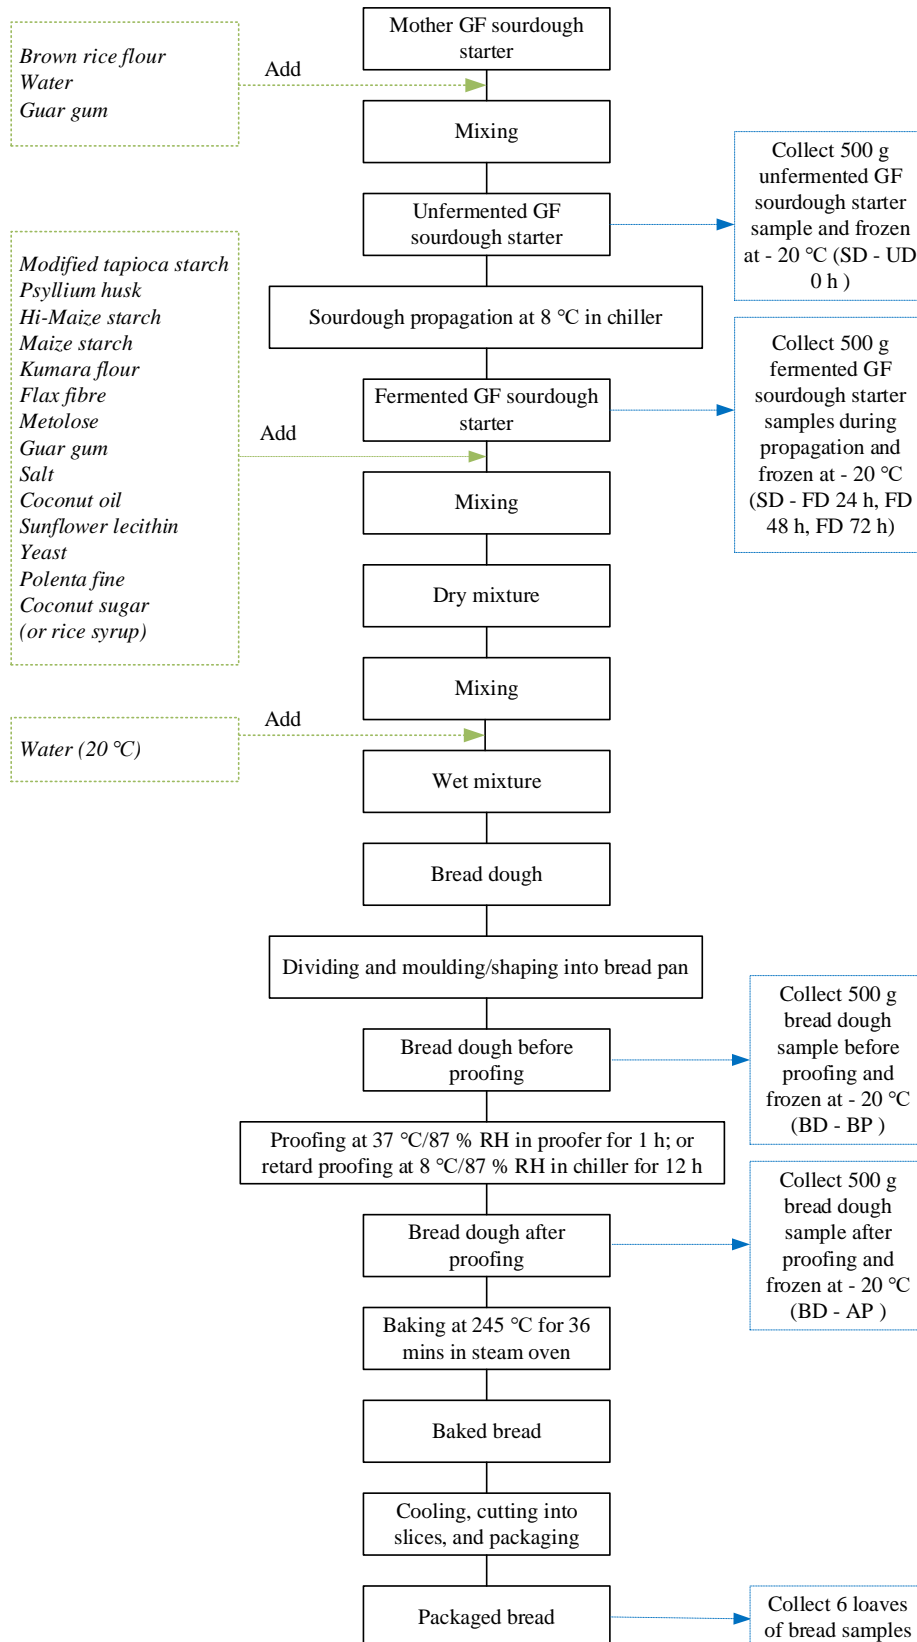 Mother GF sourdough
starter
Brown rice flour
Water
Guar gum
Add
Mixing
Unfermented GF
sourdough starter
Collect 500 g
unfermented GF
sourdough starter
sample and frozen
at - 20 °C (SD - UD
0 h )
Sourdough propagation at 8 °C in chiller
Fermented GF sourdough
starter
Collect 500 g
fermented GF
sourdough starter
samples during
propagation and
frozen at - 20 °C
(SD - FD 24 h, FD
48 h, FD 72 h)
Modified tapioca starch
Psyllium husk
Hi-Maize starch
Maize starch
Kumara flour
Flax fibre
Metolose
Guar gum
Salt
Coconut oil
Sunflower lecithin
Yeast
Polenta fine
Coconut sugar
(or rice syrup)
Add
Mixing
Dry mixture
Mixing
Water (20 °C)
Add
Wet mixture
Bread dough
Dividing and moulding/shaping into bread pan
Bread dough before
proofing
Collect 500 g
bread dough
sample before
proofing and
frozen at - 20 °C
(BD - BP )
Proofing at 37 °C/87 % RH in proofer for 1 h; or
retard proofing at 8 °C/87 % RH in chiller for 12 h
Bread dough after
proofing
Collect 500 g
bread dough
sample after
proofing and
frozen at - 20 °C
(BD - AP )
Baking at 245 °C for 36
mins in steam oven
Baked bread
Cooling, cutting into
slices, and packaging
Packaged bread
Collect 6 loaves
of bread samples